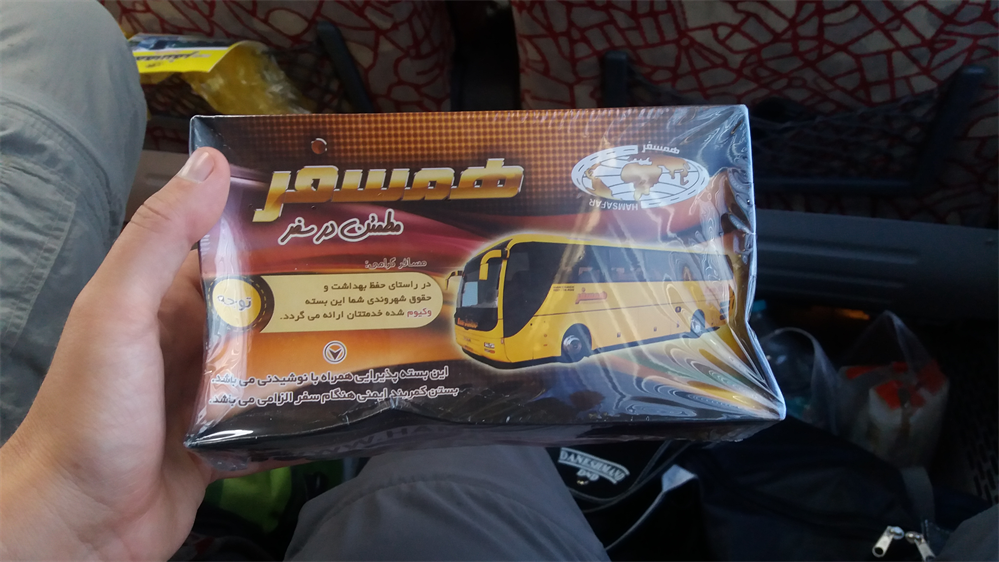 همسفر
مطمئن در سفر
همسفر
HAMSAFAR
مسافر گرامی:
توجه
در راستای حفظ بهداشت و
حقوق شهروندی شما این بسته
وکیوم شده خدمتتان ارائه می گردد.
این بسته پذیرایی همراه با نوشیدنی می باشد.
بستن کمربند ایمنی هنگام سفر الزامی می باشد.